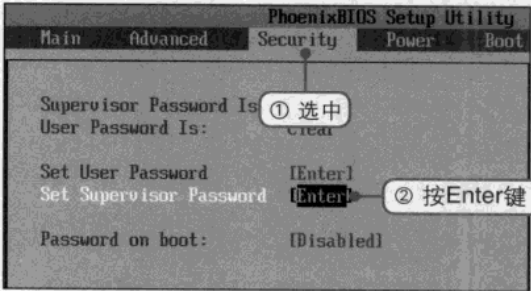 PhoenixBIOS Setup Utility
Main Advanced Security Power Boot
Supervisor Password Is
① 选中
User Password Is: Clear
Set User Password [Enter]
Set Supervisor Password [Enter]
② 按Enter键
Password on boot: [Disabled]